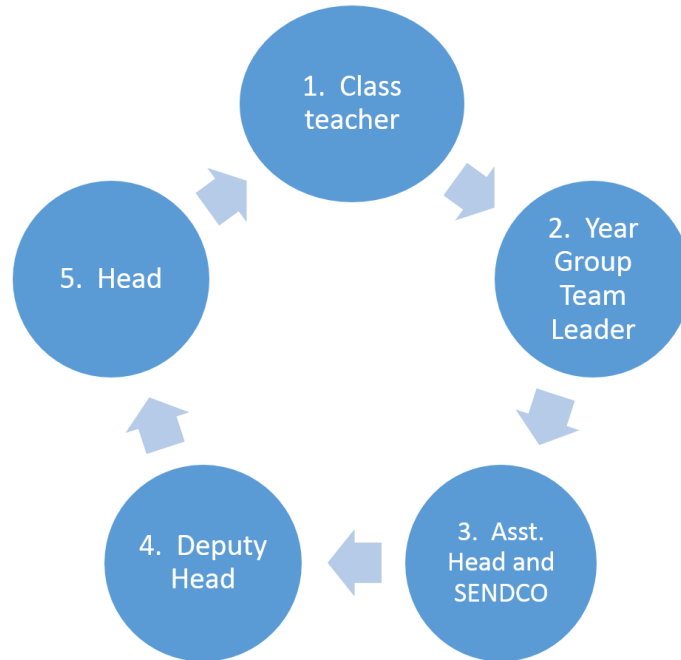 1. Class
teacher
2. Year
Group
Team
Leader
3. Asst.
Head and
SENDCO
4. Deputy
Head
5. Head